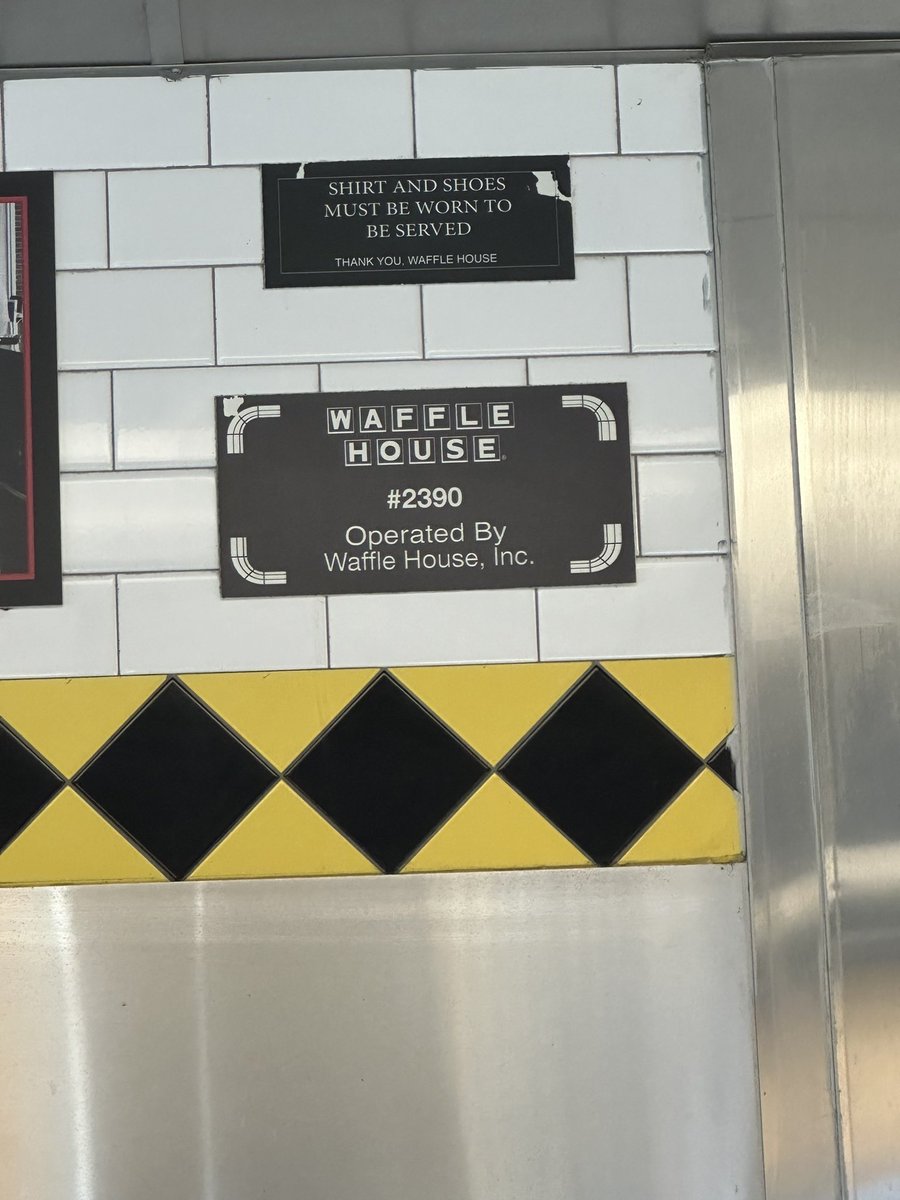 SHIRT AND SHOES
MUST BE WORN TO
BE SERVED
THANK YOU, WAFFLE HOUSE
WAFFLE
HOUSE®
#2390
Operated By
Waffle House, Inc.